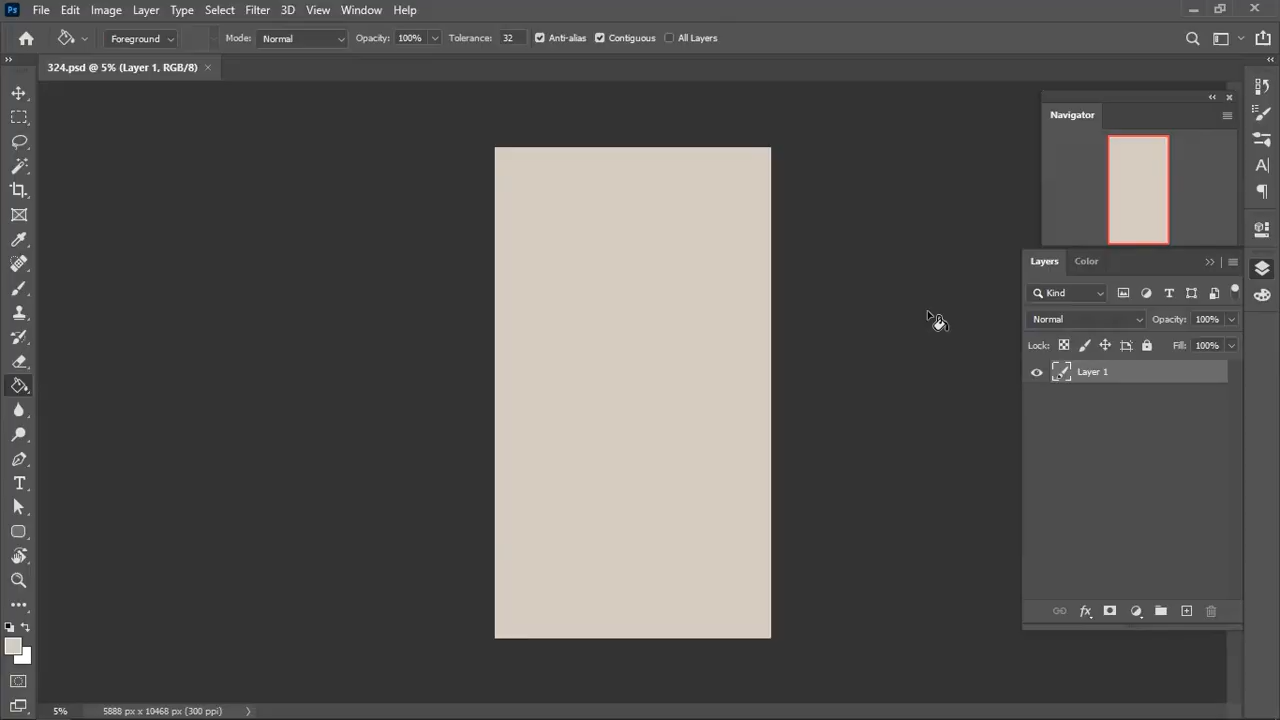 Ps File Edit Image Layer Type Select Filter 3D View Window Help
Foreground Mode: Normal Opacity: 100% Tolerance: 32 Anti-alias Contiguous All Layers
324.psd @ 5% (Layer 1, RGB/8)
Navigator
Layers Color
Kind
Normal Opacity: 100%
Lock: Fill: 100%
Layer 1
5% 5888 px x 10468 px (300 ppi)